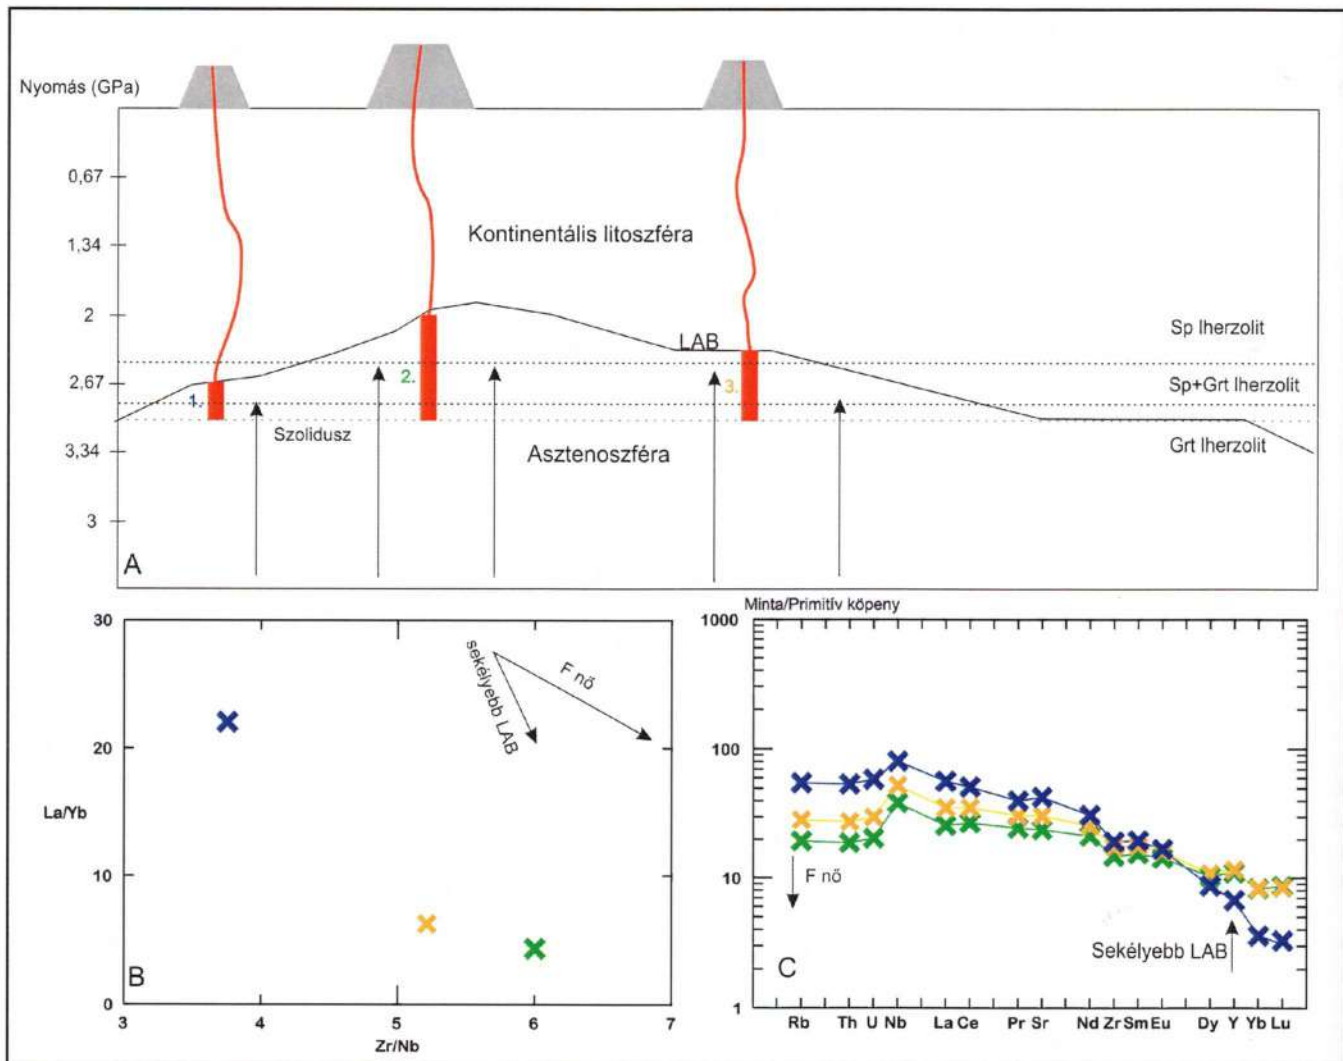 Nyomás (GPa)
0,67
1,34
2
2,67
3,34
3
Kontinentális litoszféra
LAB
Sp lherzolit
Sp+Grt lherzolit
Grt lherzolit
1.
2.
3.
Szolidusz
Asztenoszféra
A
30
20
10
0
La/Yb
3
4
5
6
7
Zr/Nb
sekélyebb LAB
F nő
B
Minta/Primitív köpeny
1000
100
10
1
F nő
Sekélyebb LAB
C
Rb Th U Nb La Ce Pr Sr Nd Zr Sm Eu Dy Y Yb Lu